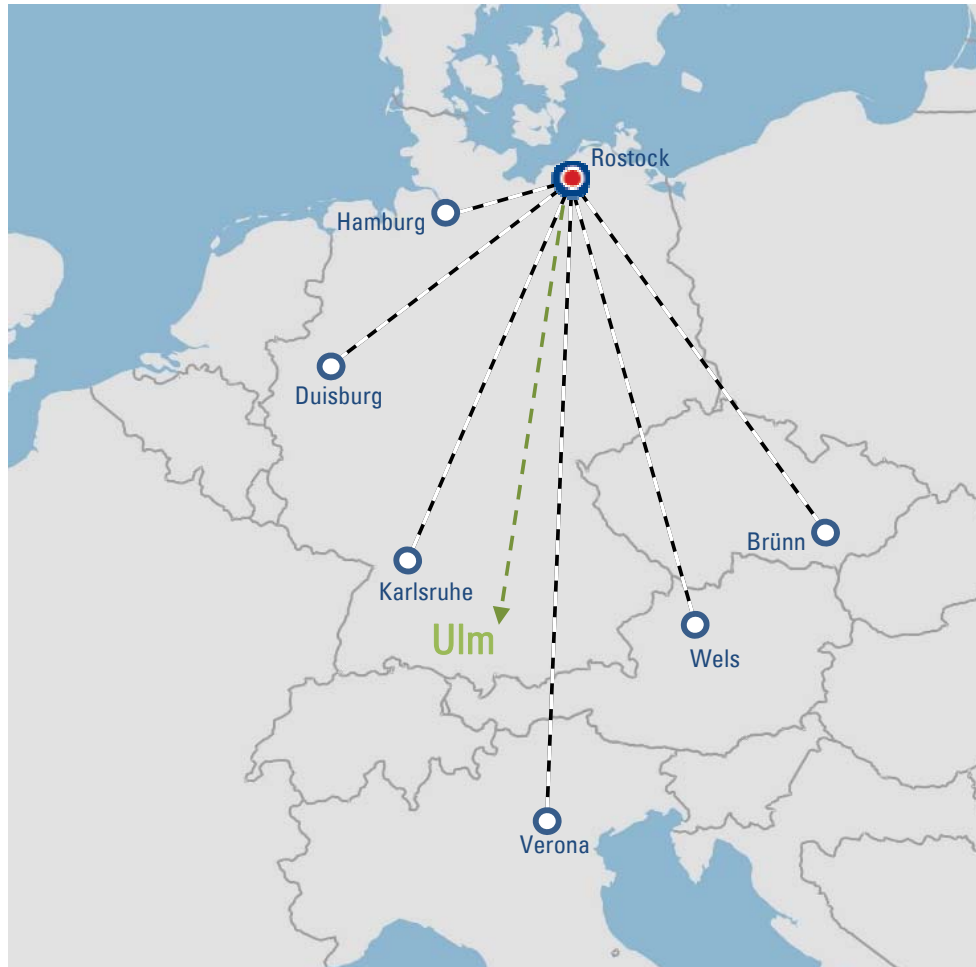 Rostock
Hamburg
Duisburg
Brünn
Karlsruhe
Ulm
Wels
Verona